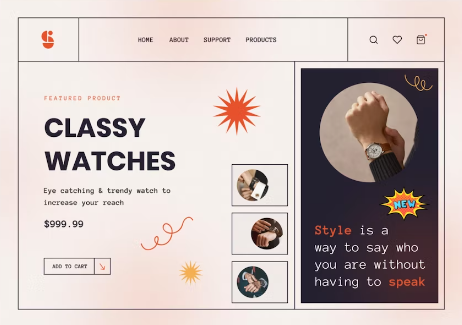 HOME ABOUT SUPPORT PRODUCTS
FEATURED PRODUCT
CLASSY
WATCHES
Eye catching & trendy watch to
increase your reach
$999.99
ADD TO CART
NEW
Style is a
way to say who
you are without
having to speak